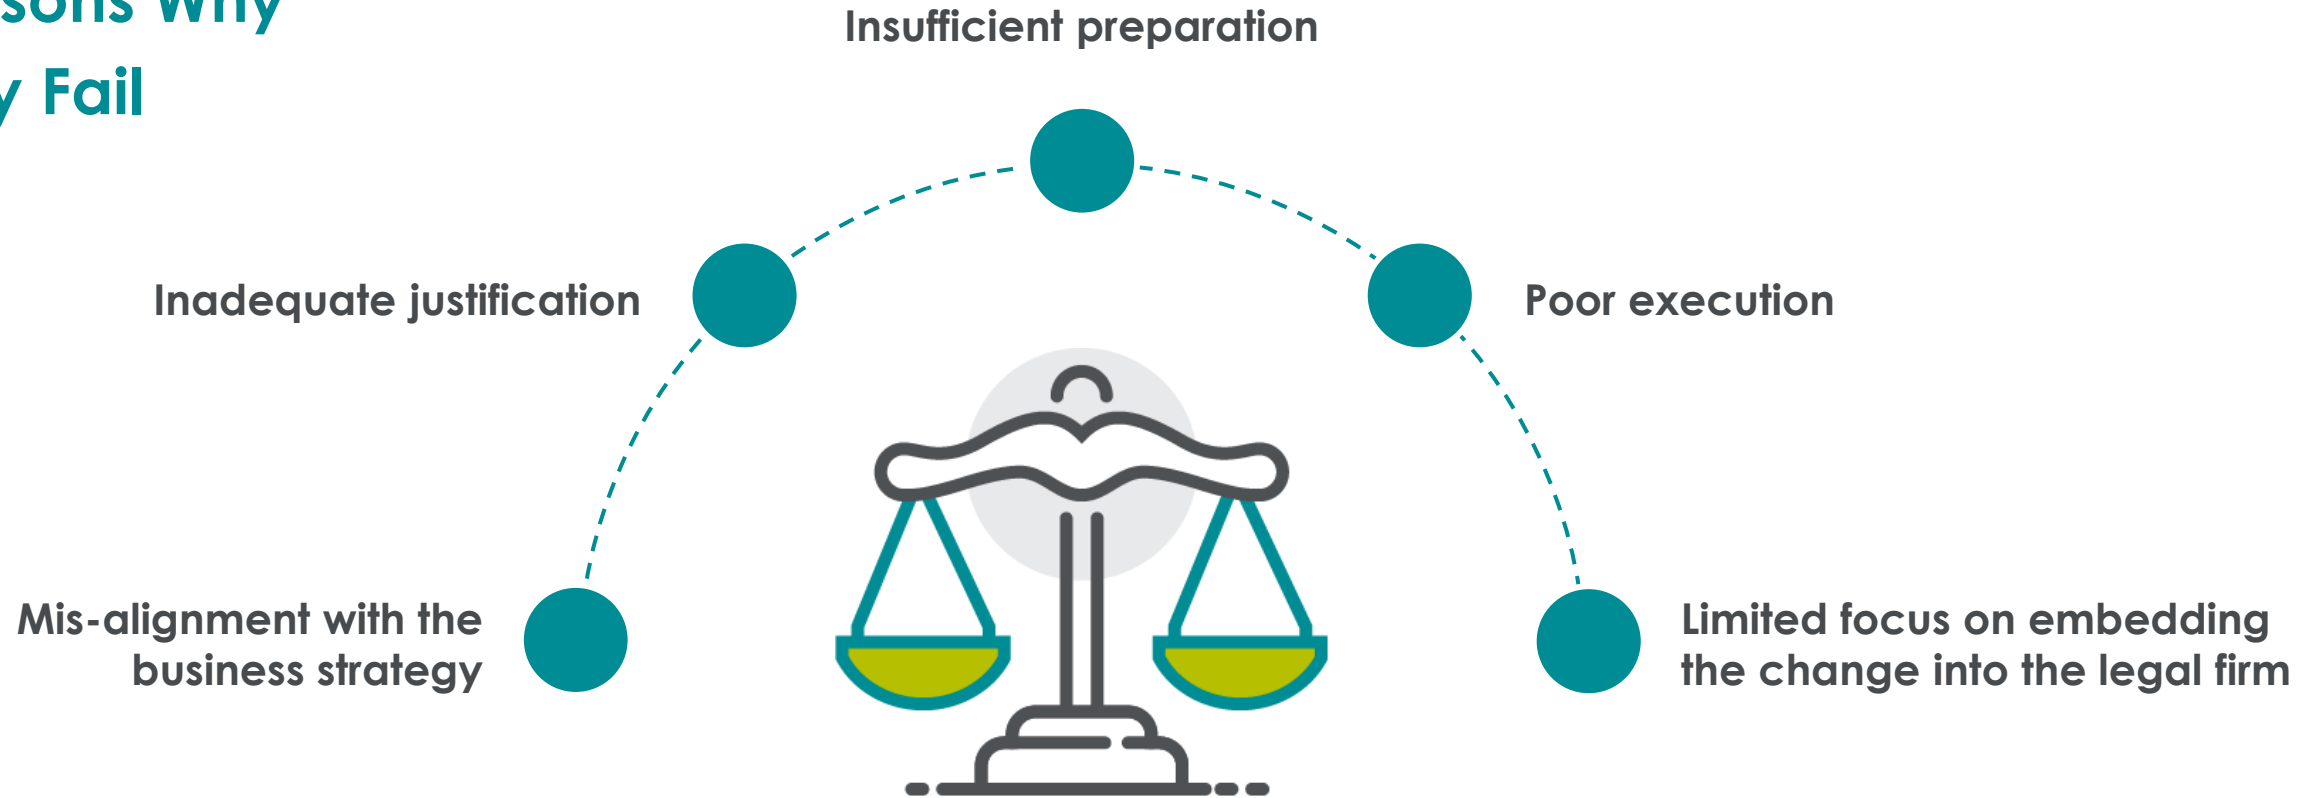 Why
Fail
Insufficient preparation
Inadequate justification
Poor execution
Mis-alignment with the
business strategy
Limited focus on embedding
the change into the legal firm